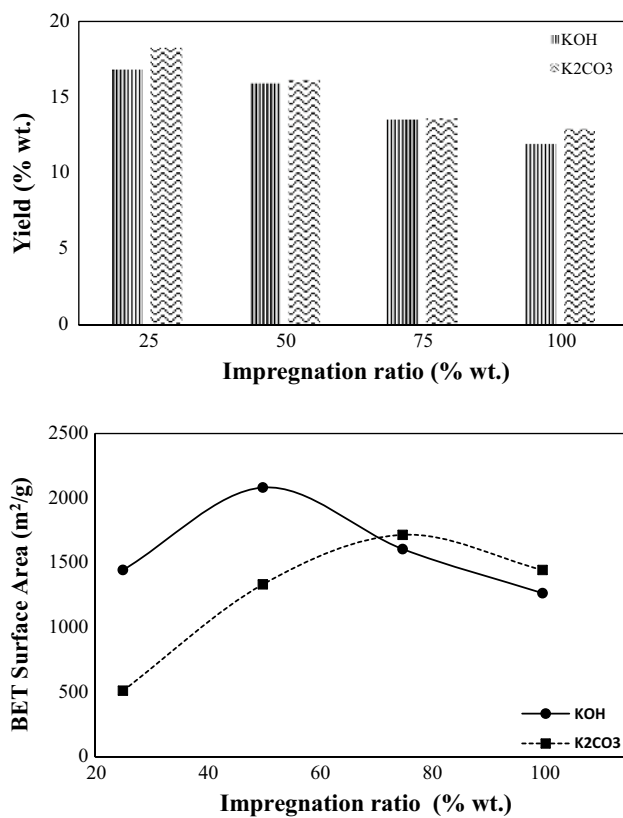 20
15
10
5
0
Yield (% wt.)
KOH
K2CO3
25 50 75 100
Impregnation ratio (% wt.)
2500
2000
1500
1000
500
0
BET Surface Area (m²/g)
KOH
K2CO3
20 40 60 80 100
Impregnation ratio (% wt.)